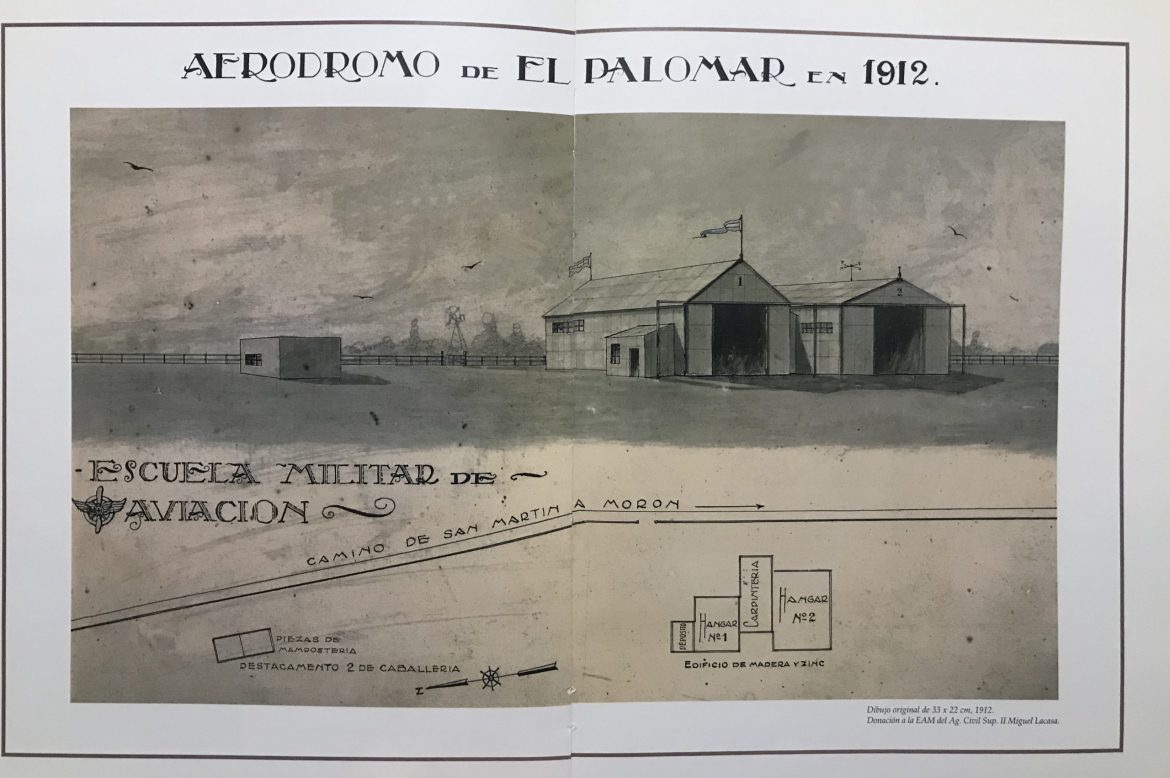 AERODROMO DE EL PALOMAR EN 1912.
1
2
ESCUELA MILITAR DE
AVIACION
CAMINO DE SAN MARTIN A MORON
PIEZAS DE
MAMPOSTERIA
DESTACAMENTO 2 DE CABALLERIA
Z
DEPOSITO
HANGAR
Nº1
CARPINTERIA
HANGAR
Nº2
EDIFICIO DE MADERA Y ZINC
Dibujo original de 33 x 22 cm, 1912.
Donación a la EAM del Ag. Civil Sup. II Miguel Lacasa.